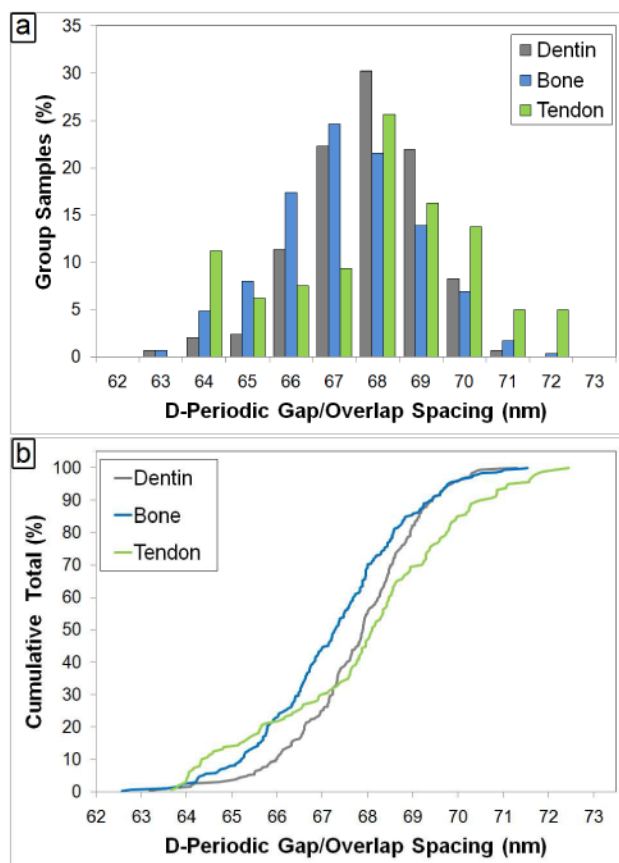 a
35
30
25
20
15
10
5
0
Group Samples (%)
Dentin
Bone
Tendon
62 63 64 65 66 67 68 69 70 71 72 73
D-Periodic Gap/Overlap Spacing (nm)
b
100
90
80
70
60
50
40
30
20
10
0
Cumulative Total (%)
Dentin
Bone
Tendon
62 63 64 65 66 67 68 69 70 71 72 73
D-Periodic Gap/Overlap Spacing (nm)